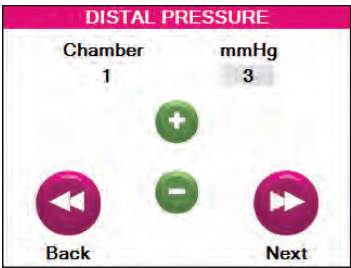 DISTAL PRESSURE
Chamber mmHg
1 3
+
-
Back Next